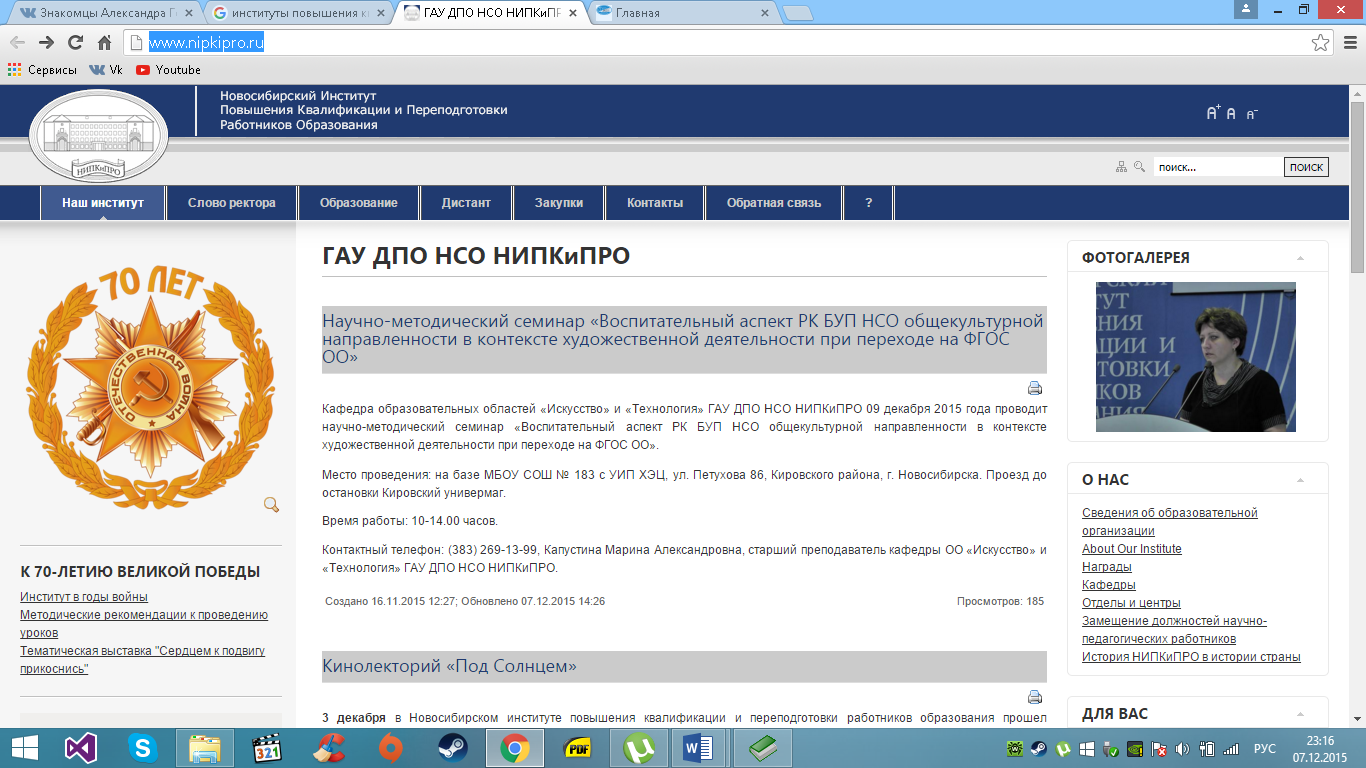 Знакомцы Александра Г
институты повышения к
ГАУ ДПО НСО НИПКиПР
Главная
www.nipkipro.ru
Сервисы
Vk
Youtube
Новосибирский Институт
Повышения Квалификации и Переподготовки
Работников Образования
НИПКиПРО
A+ A A-
поиск...
ПОИСК
Наш институт
Слово ректора
Образование
Дистант
Закупки
Контакты
Обратная связь
?
70 ЛЕТ
ОТЕЧЕСТВЕННАЯ ВОЙНА
К 70-ЛЕТИЮ ВЕЛИКОЙ ПОБЕДЫ
Институт в годы войны
Методические рекомендации к проведению
уроков
Тематическая выставка "Сердцем к подвигу
прикоснись"
ГАУ ДПО НСО НИПКиПРО
Научно-методический семинар «Воспитательный аспект РК БУП НСО общекультурной
направленности в контексте художественной деятельности при переходе на ФГОС
ОО»
Кафедра образовательных областей «Искусство» и «Технология» ГАУ ДПО НСО НИПКиПРО 09 декабря 2015 года проводит
научно-методический семинар «Воспитательный аспект РК БУП НСО общекультурной направленности в контексте
художественной деятельности при переходе на ФГОС ОО».
Место проведения: на базе МБОУ СОШ № 183 с УИП ХЭЦ, ул. Петухова 86, Кировского района, г. Новосибирска. Проезд до
остановки Кировский универмаг.
Время работы: 10-14.00 часов.
Контактный телефон: (383) 269-13-99, Капустина Марина Александровна, старший преподаватель кафедры ОО «Искусство» и
«Технология» ГАУ ДПО НСО НИПКиПРО.
Создано 16.11.2015 12:27; Обновлено 07.12.2015 14:26
Просмотров: 185
Кинолекторий «Под Солнцем»
3 декабря в Новосибирском институте повышения квалификации и переподготовки работников образования прошел
ФОТОГАЛЕРЕЯ
ТУТ
АНИЯ
АЦИИ И
ОТОВКИ
ИКОВ
ВАНИЯ
О НАС
Сведения об образовательной
организации
About Our Institute
Награды
Кафедры
Отделы и центры
Замещение должностей научно-
педагогических работников
История НИПКиПРО в истории страны
ДЛЯ ВАС
321
PDF
РУС
23:16
07.12.2015